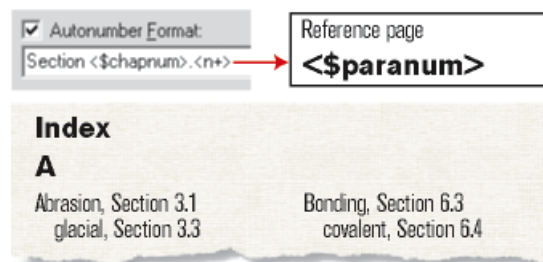 Autonumber Format:
Section <$chapnum>.<n+>
Reference page
<$paranum>
Index
A
Abrasion, Section 3.1
glacial, Section 3.3
Bonding, Section 6.3
covalent, Section 6.4